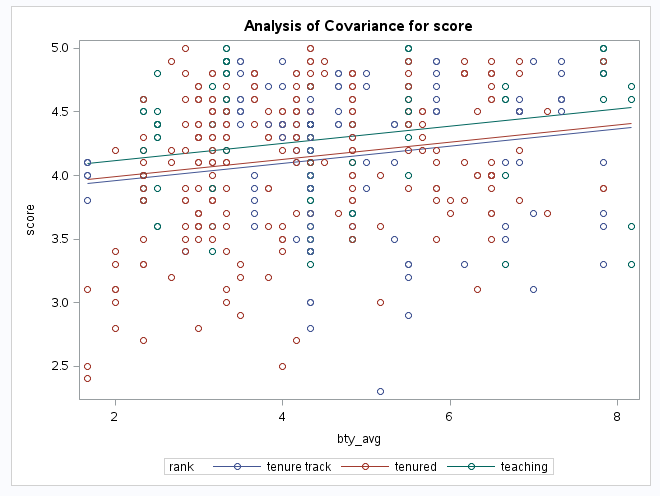 Analysis of Covariance for score
5.0
4.5
4.0
3.5
3.0
2.5
score
2 4 6 8
bty_avg
rank tenure track tenured teaching